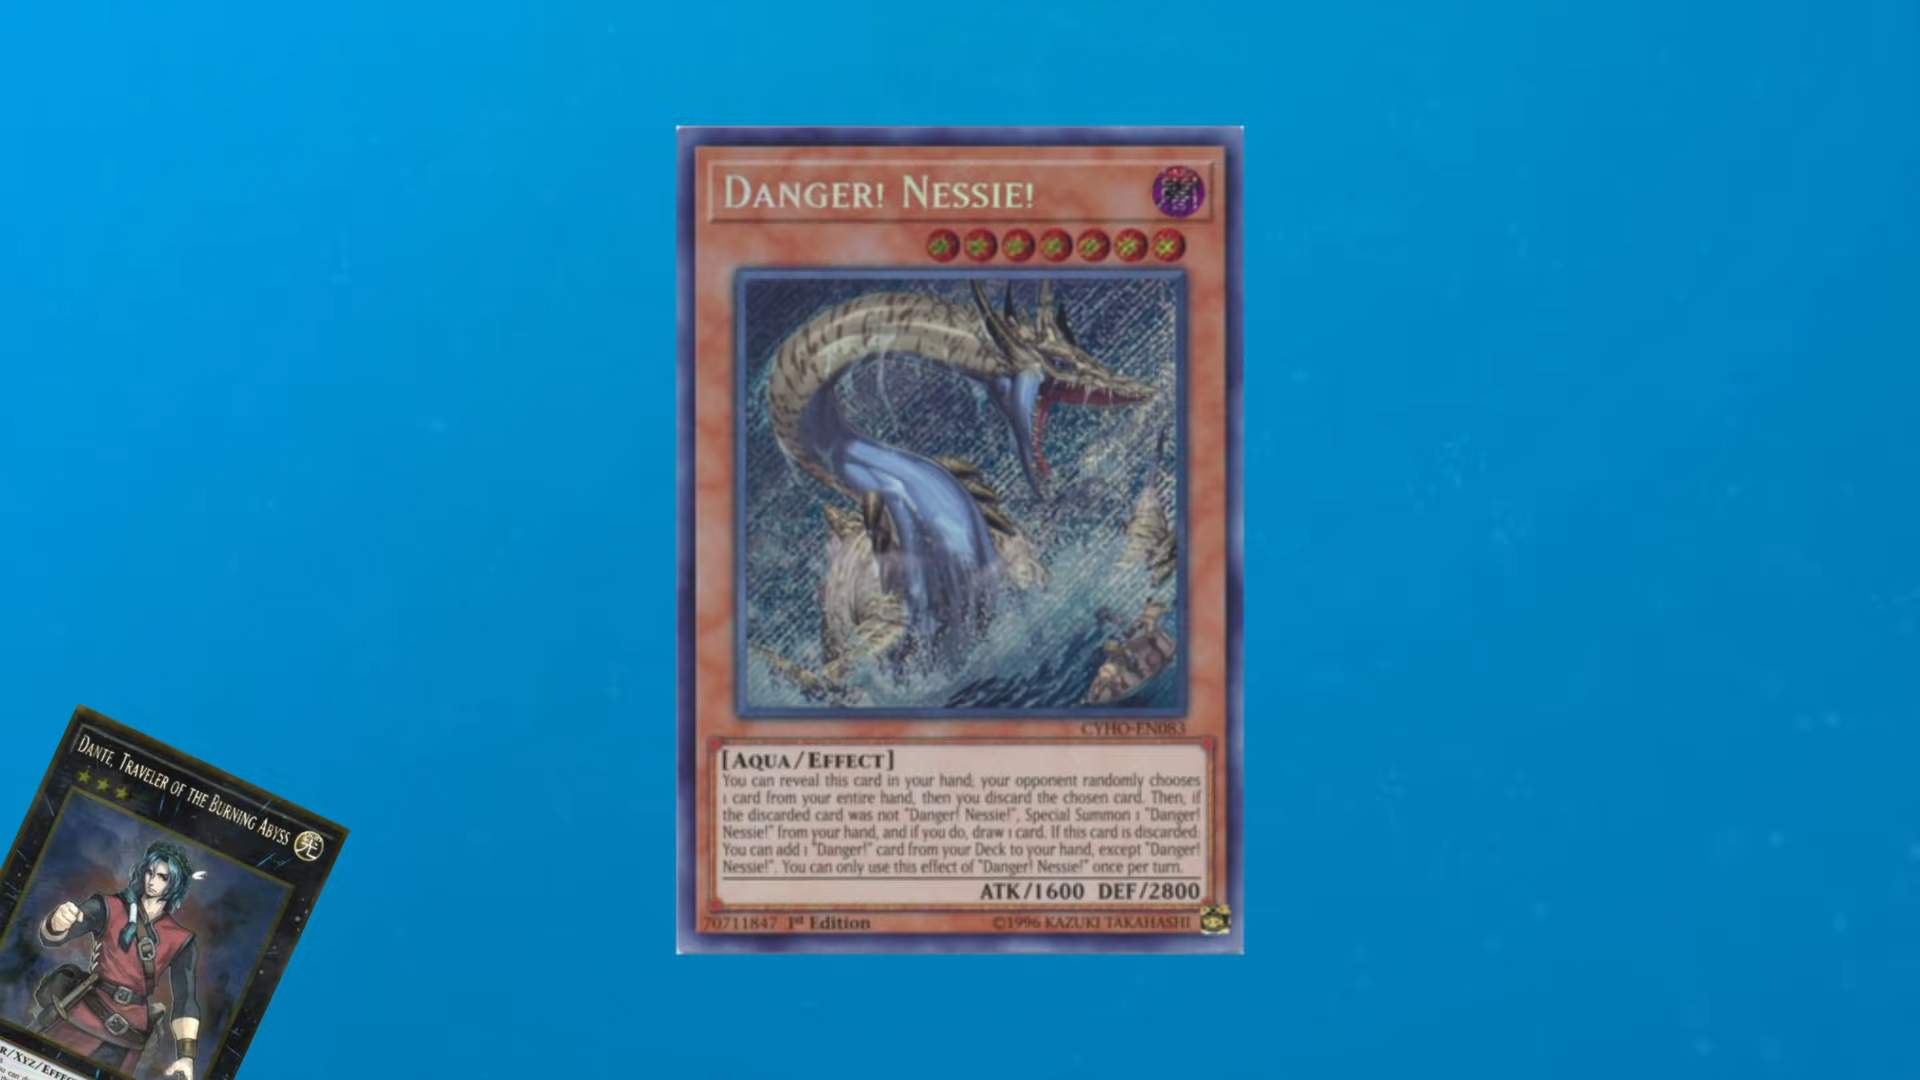 DANGER! NESSIE!
闇
CYHO-EN083
[AQUA/EFFECT]
You can reveal this card in your hand; your opponent randomly chooses
1 card from your entire hand, then you discard the chosen card. Then, if
the discarded card was not "Danger! Nessie!", Special Summon 1 "Danger!
Nessie!" from your hand, and if you do, draw 1 card. If this card is discarded:
You can add 1 "Danger!" card from your Deck to your hand, except "Danger!
Nessie!". You can only use this effect of "Danger! Nessie!" once per turn.
ATK/1600 DEF/2800
70711847 1st Edition
©1996 KAZUKI TAKAHASHI
DANTE, TRAVELER OF THE BURNING ABYSS
光
/XYZ/EFFE